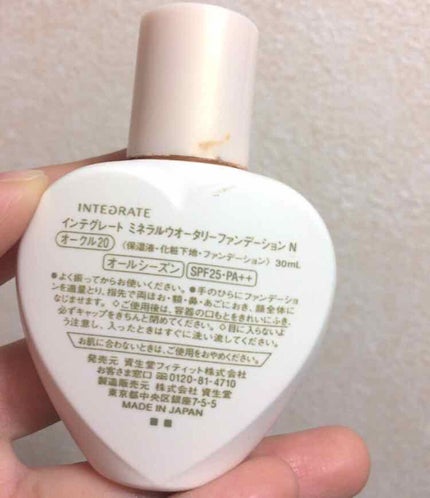 INTEGRATE
インテグレート ミネラルウオータリーファンデーション N
オークル20 〈保湿液・化粧下地・ファンデーション〉 30mL
オールシーズン SPF25・PA++
●よく振ってからお使いください。●手のひらにファンデーショ
ンを適量とり、指先で両ほお・額・鼻・あごにおき、顔全体に
なじませます。◇ご使用後は、容器の口もとをきれいにふき、
必ずキャップをきちんと閉めてください。◇目に入らないよ
う注意し、入ったときはすぐに洗い流してください。
お肌に合わないときは、ご使用をおやめください。
発売元 資生堂フィティット株式会社
お客さま窓口 0120-81-4710
製造販売元 株式会社 資生堂
東京都中央区銀座7-5-5
MADE IN JAPAN